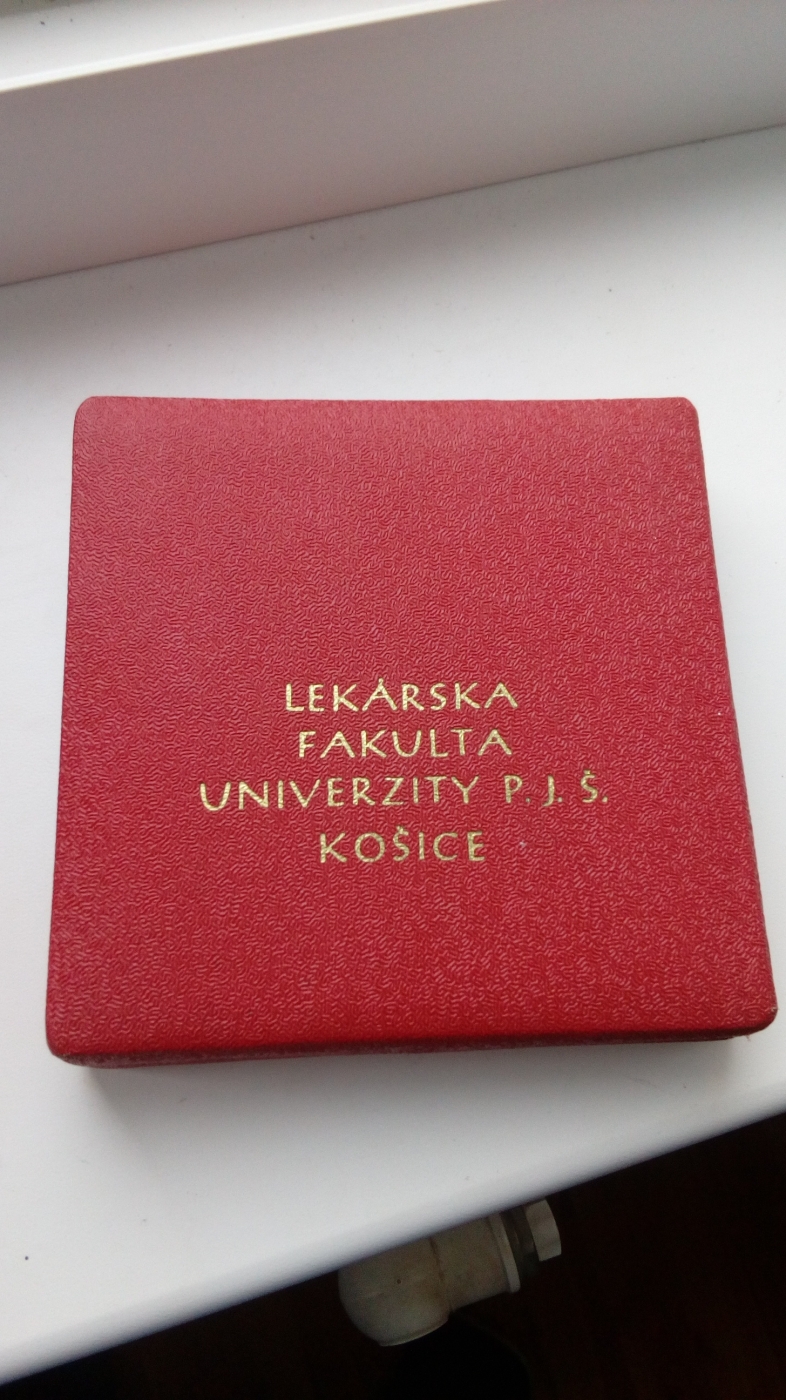 LEKÁRSKA
FAKULTA
UNIVERZITY P. J. Š.
KOŠICE